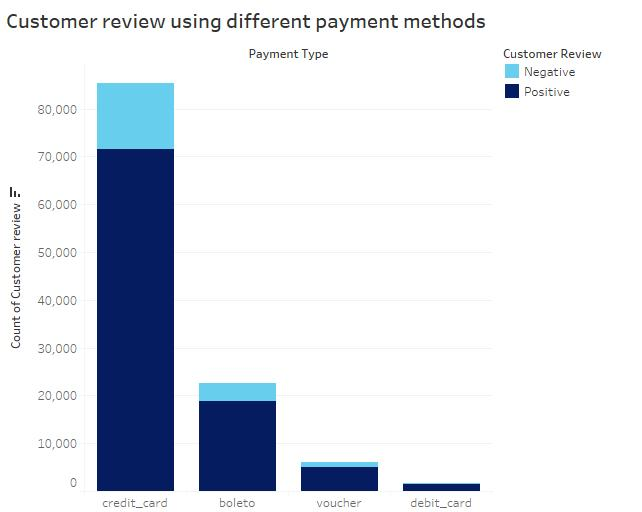 Customer review using different payment methods
Payment Type
Customer Review
Negative
Positive
Count of Customer review
80,000
70,000
60,000
50,000
40,000
30,000
20,000
10,000
0
credit_card
boleto
voucher
debit_card